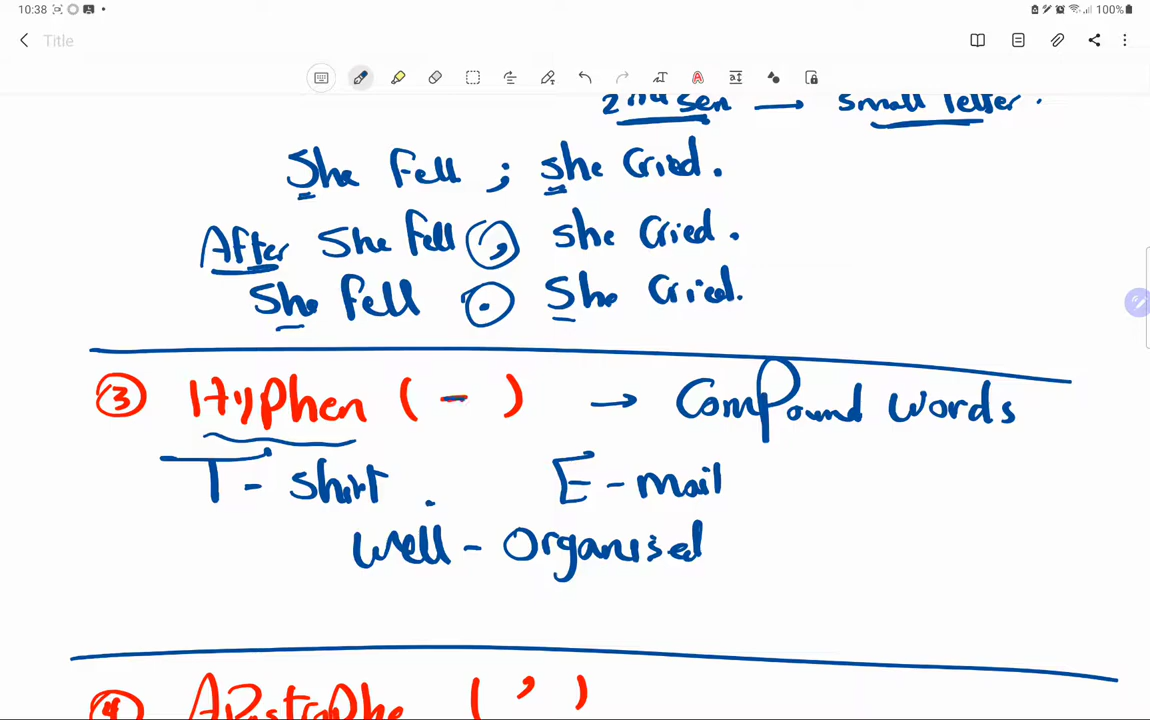 10:38 100%
Title
2nd sen → small letter.
She fell ; she cried.
After she fell , she cried.
She fell . She cried.
③ Hyphen ( - ) → Compound words
T - shirt . E - mail
well - Organised
④ Apostrophe ( ' )